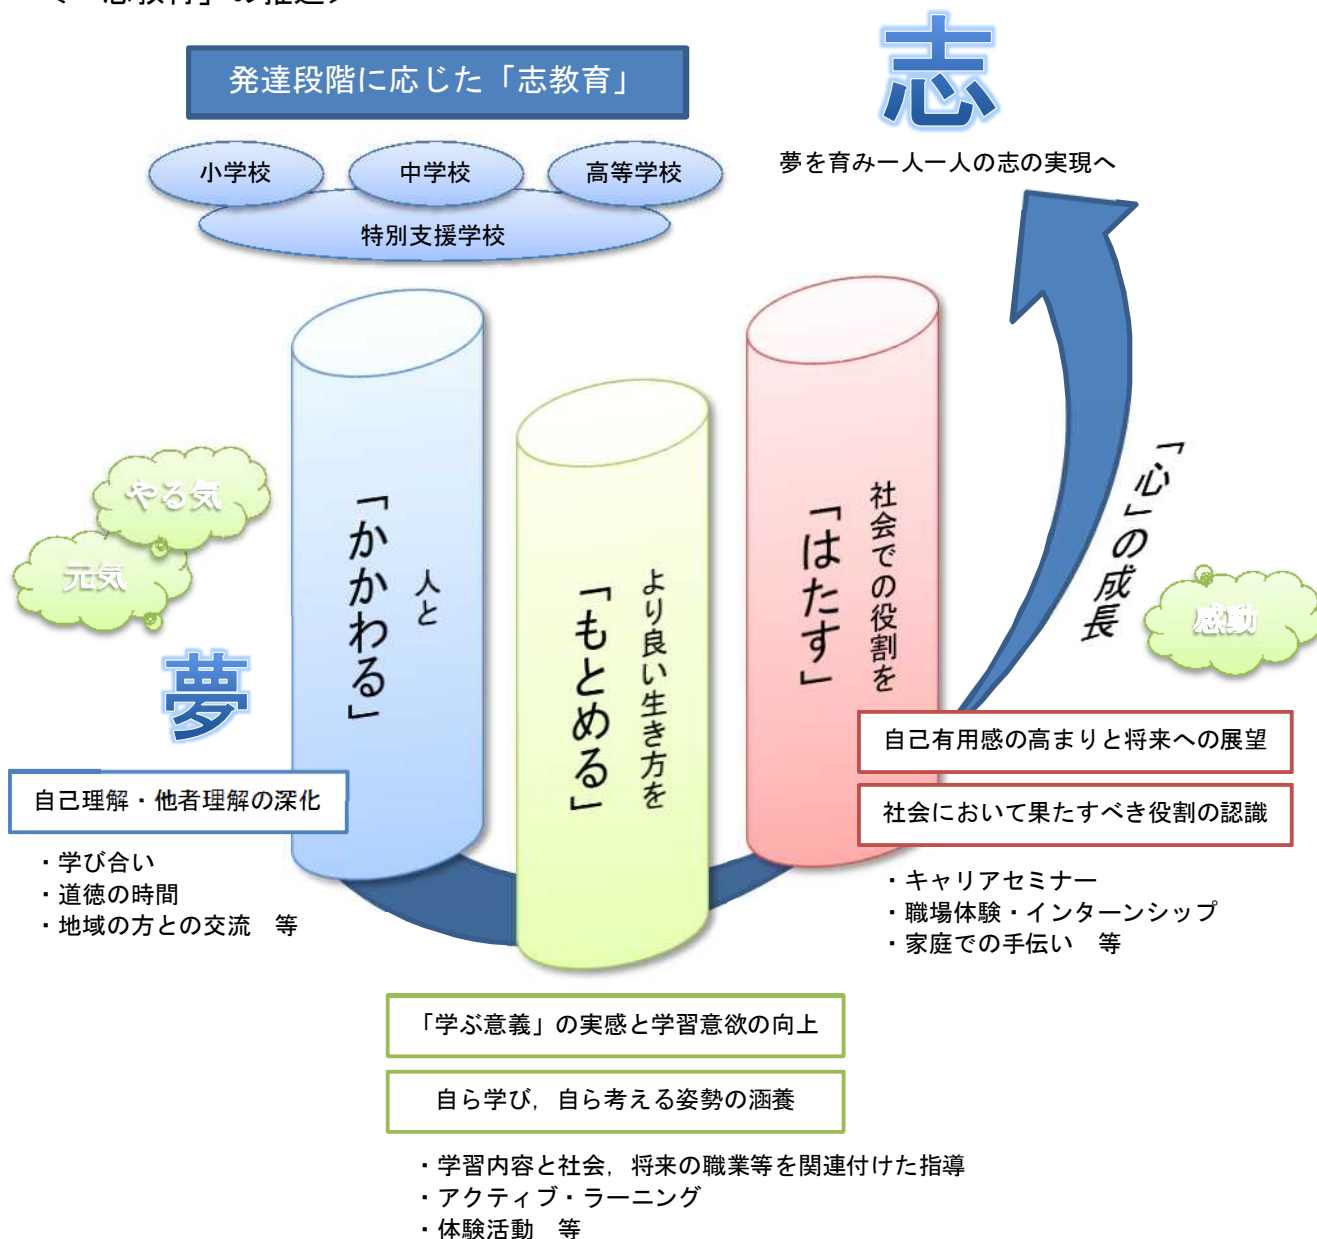 発達段階に応じた「志教育」
志
夢を育み一人一人の志の実現へ
小学校
中学校
高等学校
特別支援学校
人と
「かかわる」
より良い生き方を
「もとめる」
社会での役割を
「はたす」
「心」の成長
やる気
元気
感動
夢
自己理解・他者理解の深化
・学び合い
・道徳の時間
・地域の方との交流　等
自己有用感の高まりと将来への展望
社会において果たすべき役割の認識
・キャリアセミナー
・職場体験・インターンシップ
・家庭での手伝い　等
「学ぶ意義」の実感と学習意欲の向上
自ら学び，自ら考える姿勢の涵養
・学習内容と社会，将来の職業等を関連付けた指導
・アクティブ・ラーニング
・体験活動　等